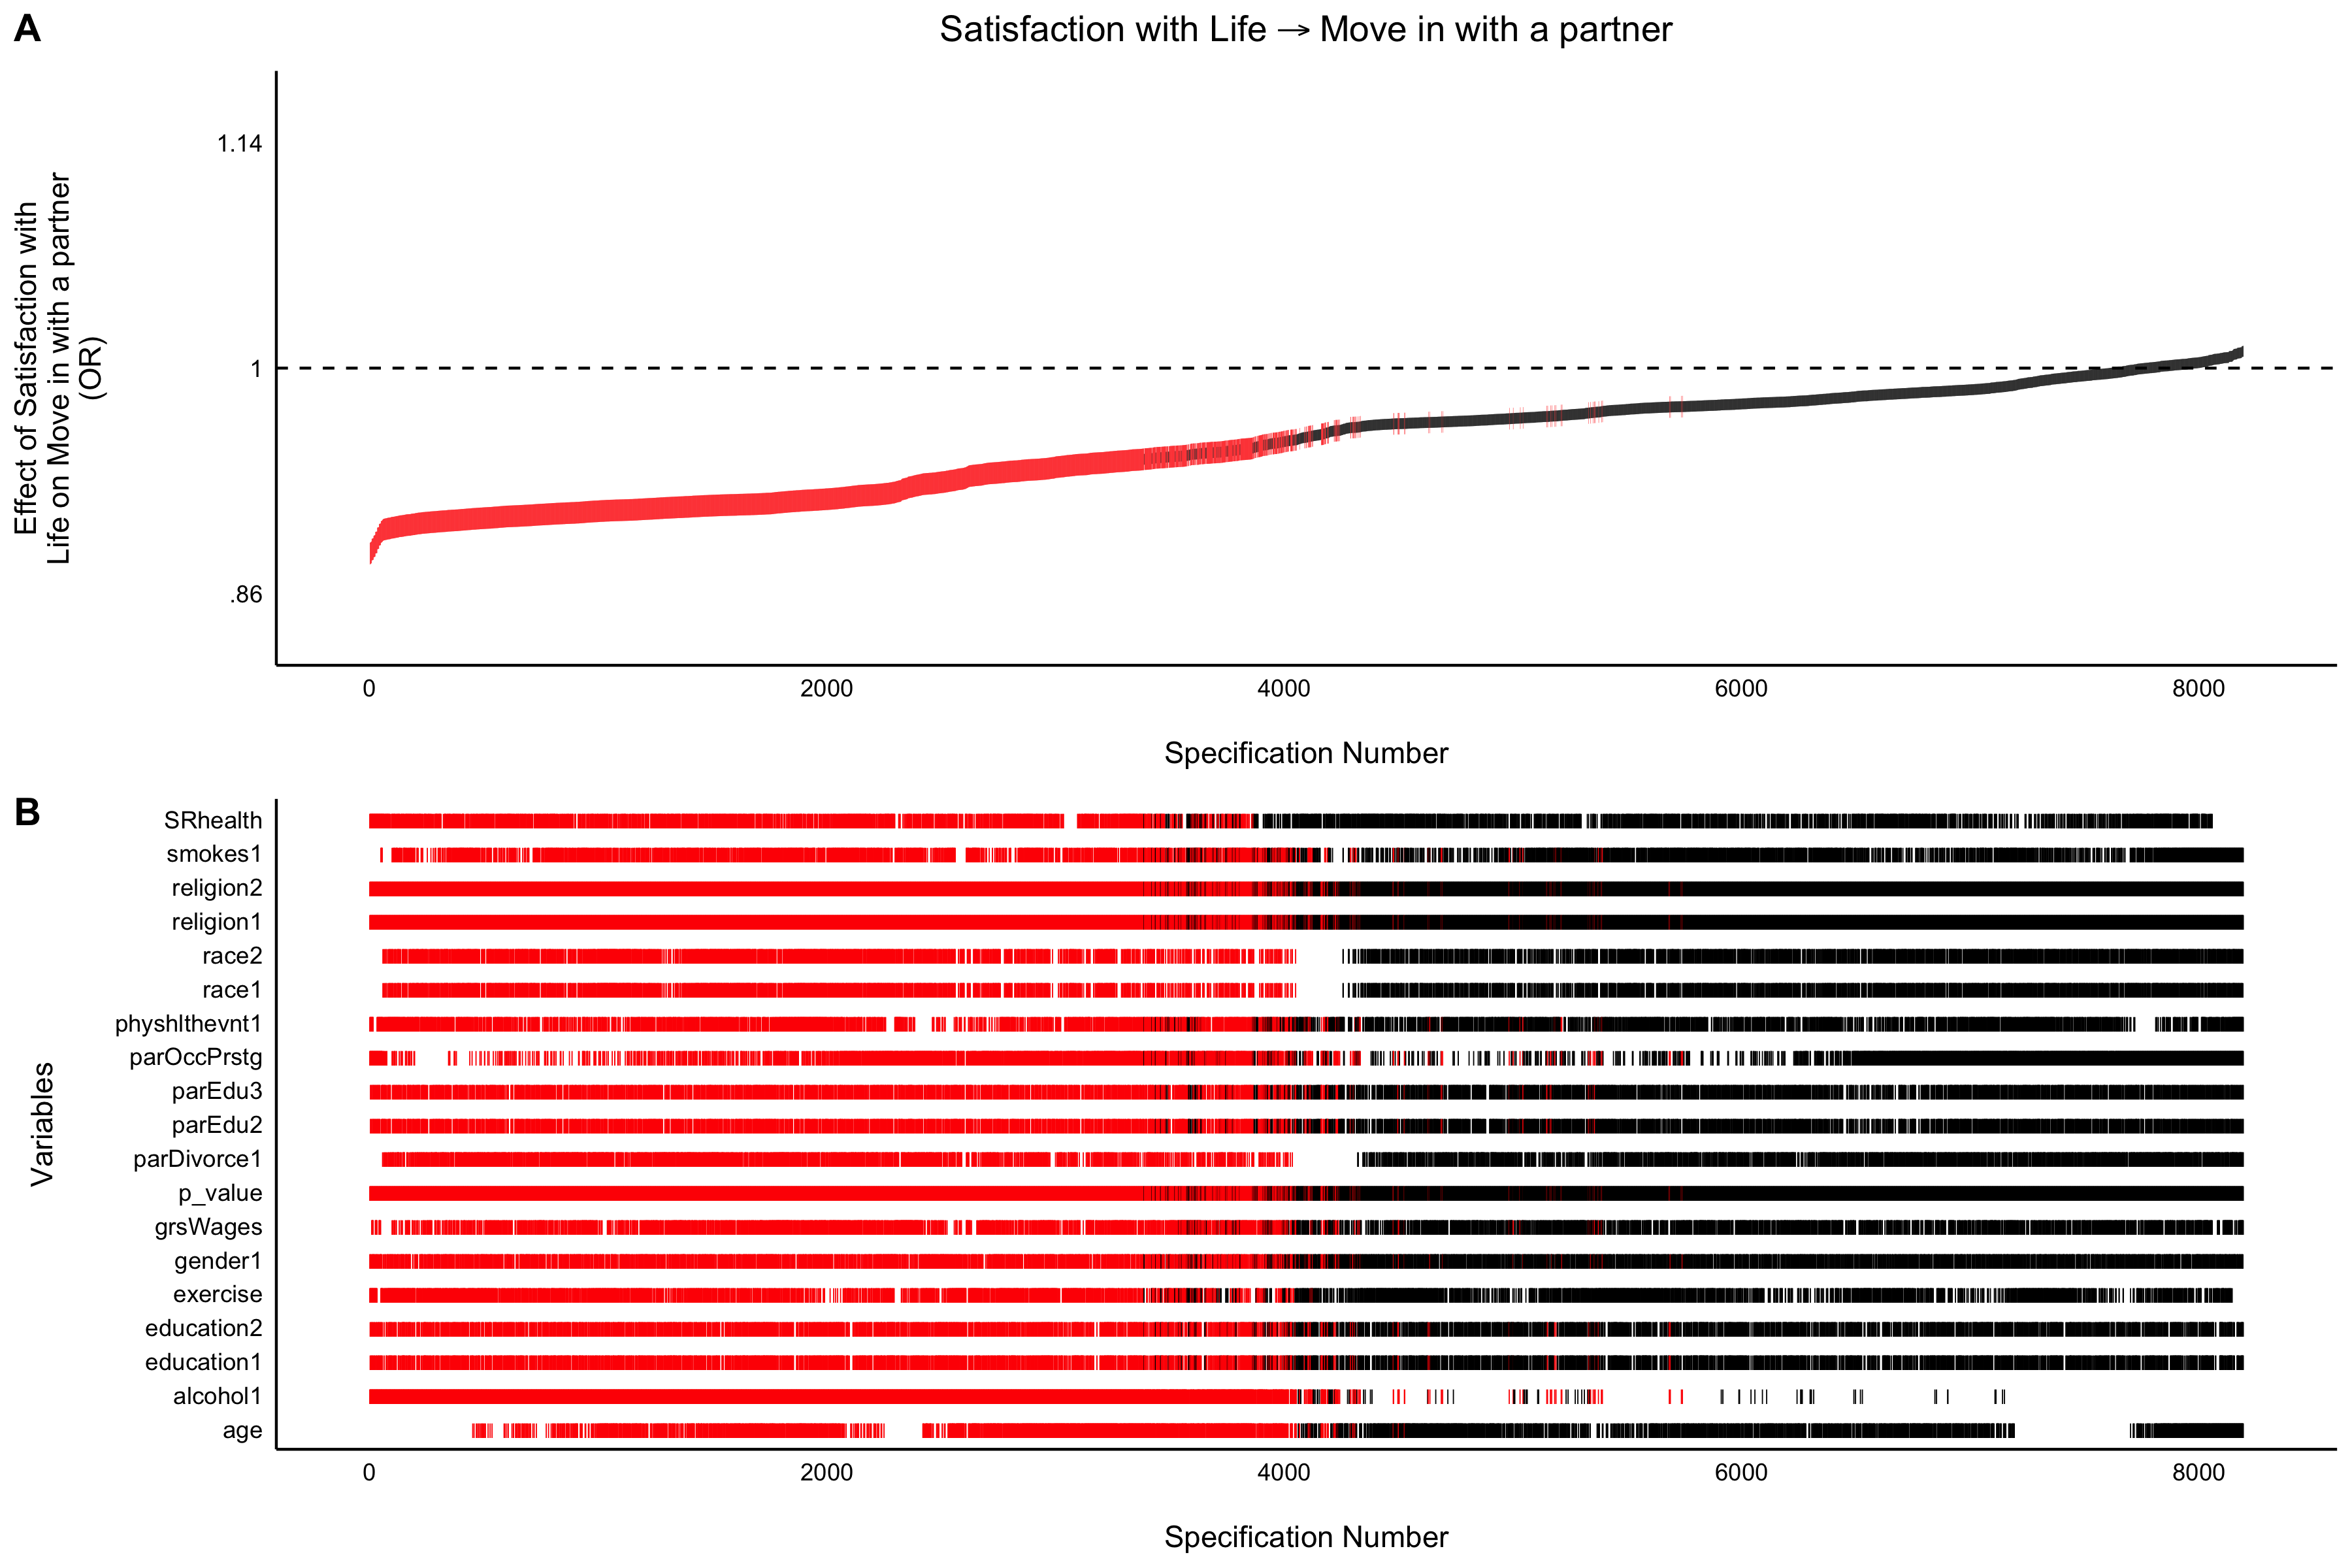 A
Satisfaction with Life → Move in with a partner
Effect of Satisfaction with
Life on Move in with a partner
(OR)
1.14
1
.86
0 2000 4000 6000 8000
Specification Number
B
Variables
SRhealth
smokes1
religion2
religion1
race2
race1
physhlthevnt1
parOccPrstg
parEdu3
parEdu2
parDivorce1
p_value
grsWages
gender1
exercise
education2
education1
alcohol1
age
0 2000 4000 6000 8000
Specification Number